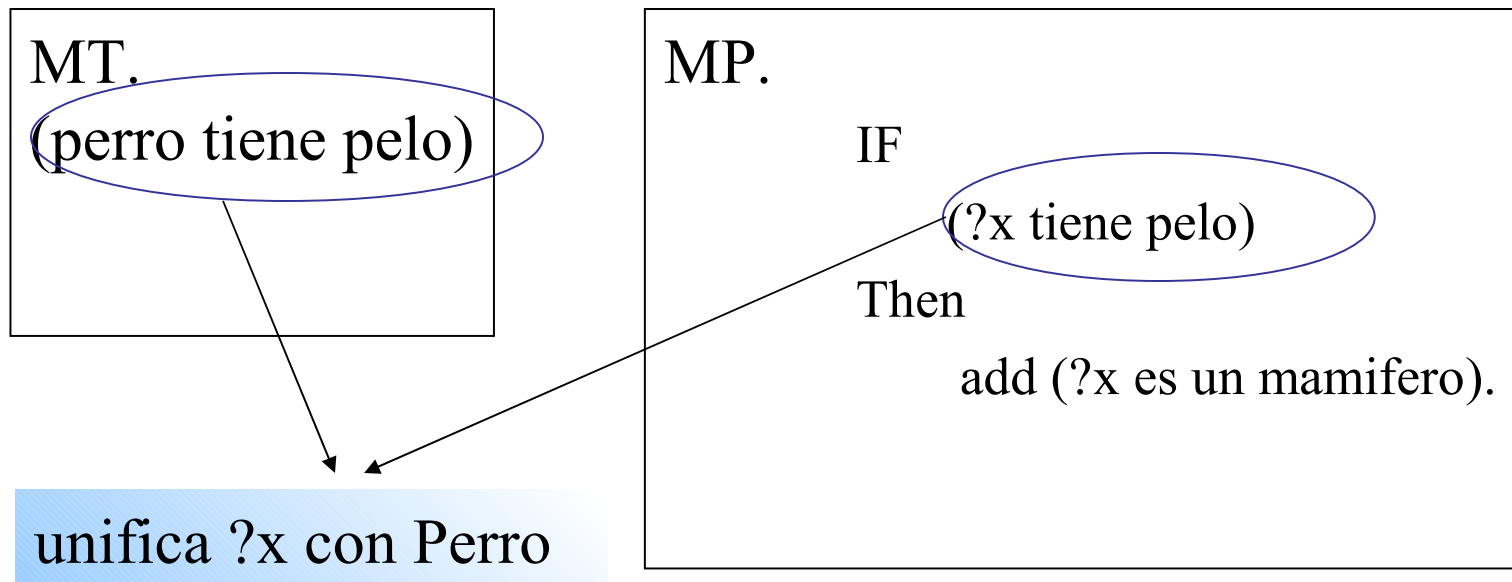 MT.
(perro tiene pelo)
MP.
IF
(?x tiene pelo)
Then
add (?x es un mamifero).
unifica ?x con Perro